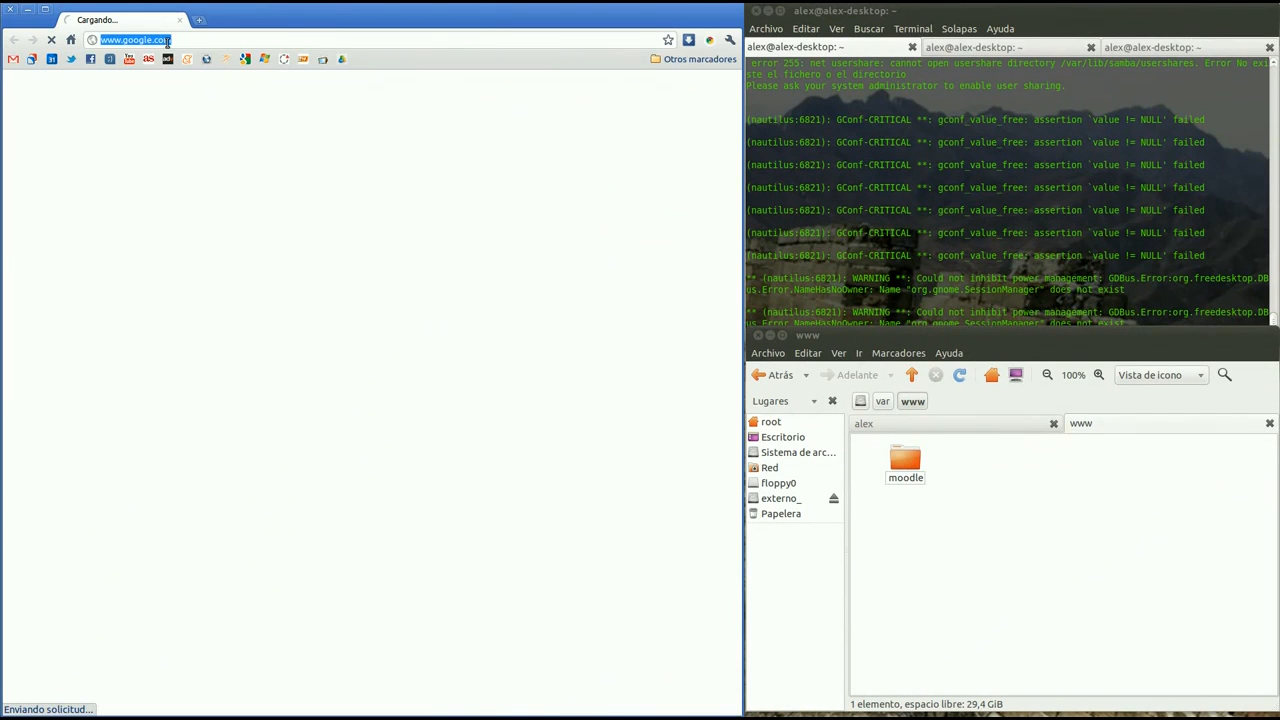 Cargando...
www.google.com
Otros marcadores
Enviando solicitud...
alex@alex-desktop: ~
Archivo Editar Ver Buscar Terminal Solapas Ayuda
alex@alex-desktop: ~ alex@alex-desktop: ~ alex@alex-desktop: ~
error 255: net usershare: cannot open usershare directory /var/lib/samba/usershares. Error No exi
ste el fichero o el directorio
Please ask your system administrator to enable user sharing.
(nautilus:6821): GConf-CRITICAL **: gconf_value_free: assertion `value != NULL' failed
(nautilus:6821): GConf-CRITICAL **: gconf_value_free: assertion `value != NULL' failed
(nautilus:6821): GConf-CRITICAL **: gconf_value_free: assertion `value != NULL' failed
(nautilus:6821): GConf-CRITICAL **: gconf_value_free: assertion `value != NULL' failed
(nautilus:6821): GConf-CRITICAL **: gconf_value_free: assertion `value != NULL' failed
(nautilus:6821): GConf-CRITICAL **: gconf_value_free: assertion `value != NULL' failed
(nautilus:6821): GConf-CRITICAL **: gconf_value_free: assertion `value != NULL' failed
** (nautilus:6821): WARNING **: Could not inhibit power management: GDBus.Error:org.freedesktop.DB
us.Error.NameHasNoOwner: Name "org.gnome.SessionManager" does not exist
** (nautilus:6821): WARNING **: Could not inhibit power management: GDBus.Error:org.freedesktop.DB
us.Error.NameHasNoOwner: Name "org.gnome.SessionManager" does not exist
www
Archivo Editar Ver Ir Marcadores Ayuda
Atrás Adelante 100% Vista de icono
Lugares var www
root
Escritorio
Sistema de arc...
Red
floppy0
externo_
Papelera
alex www
moodle
1 elemento, espacio libre: 29,4 GiB